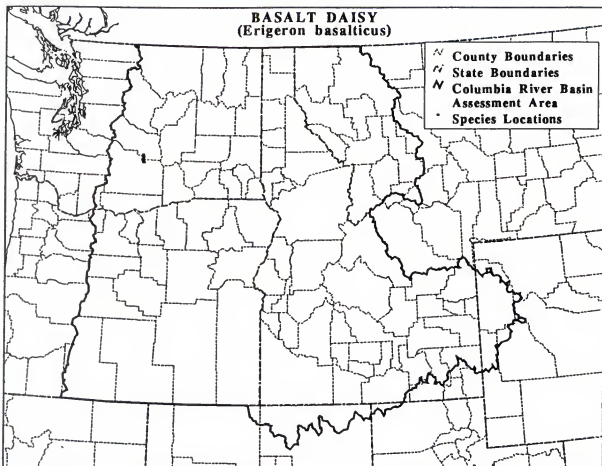 BASALT DAISY
(Erigeron basalticus)
County Boundaries
State Boundaries
Columbia River Basin
Assessment Area
Species Locations